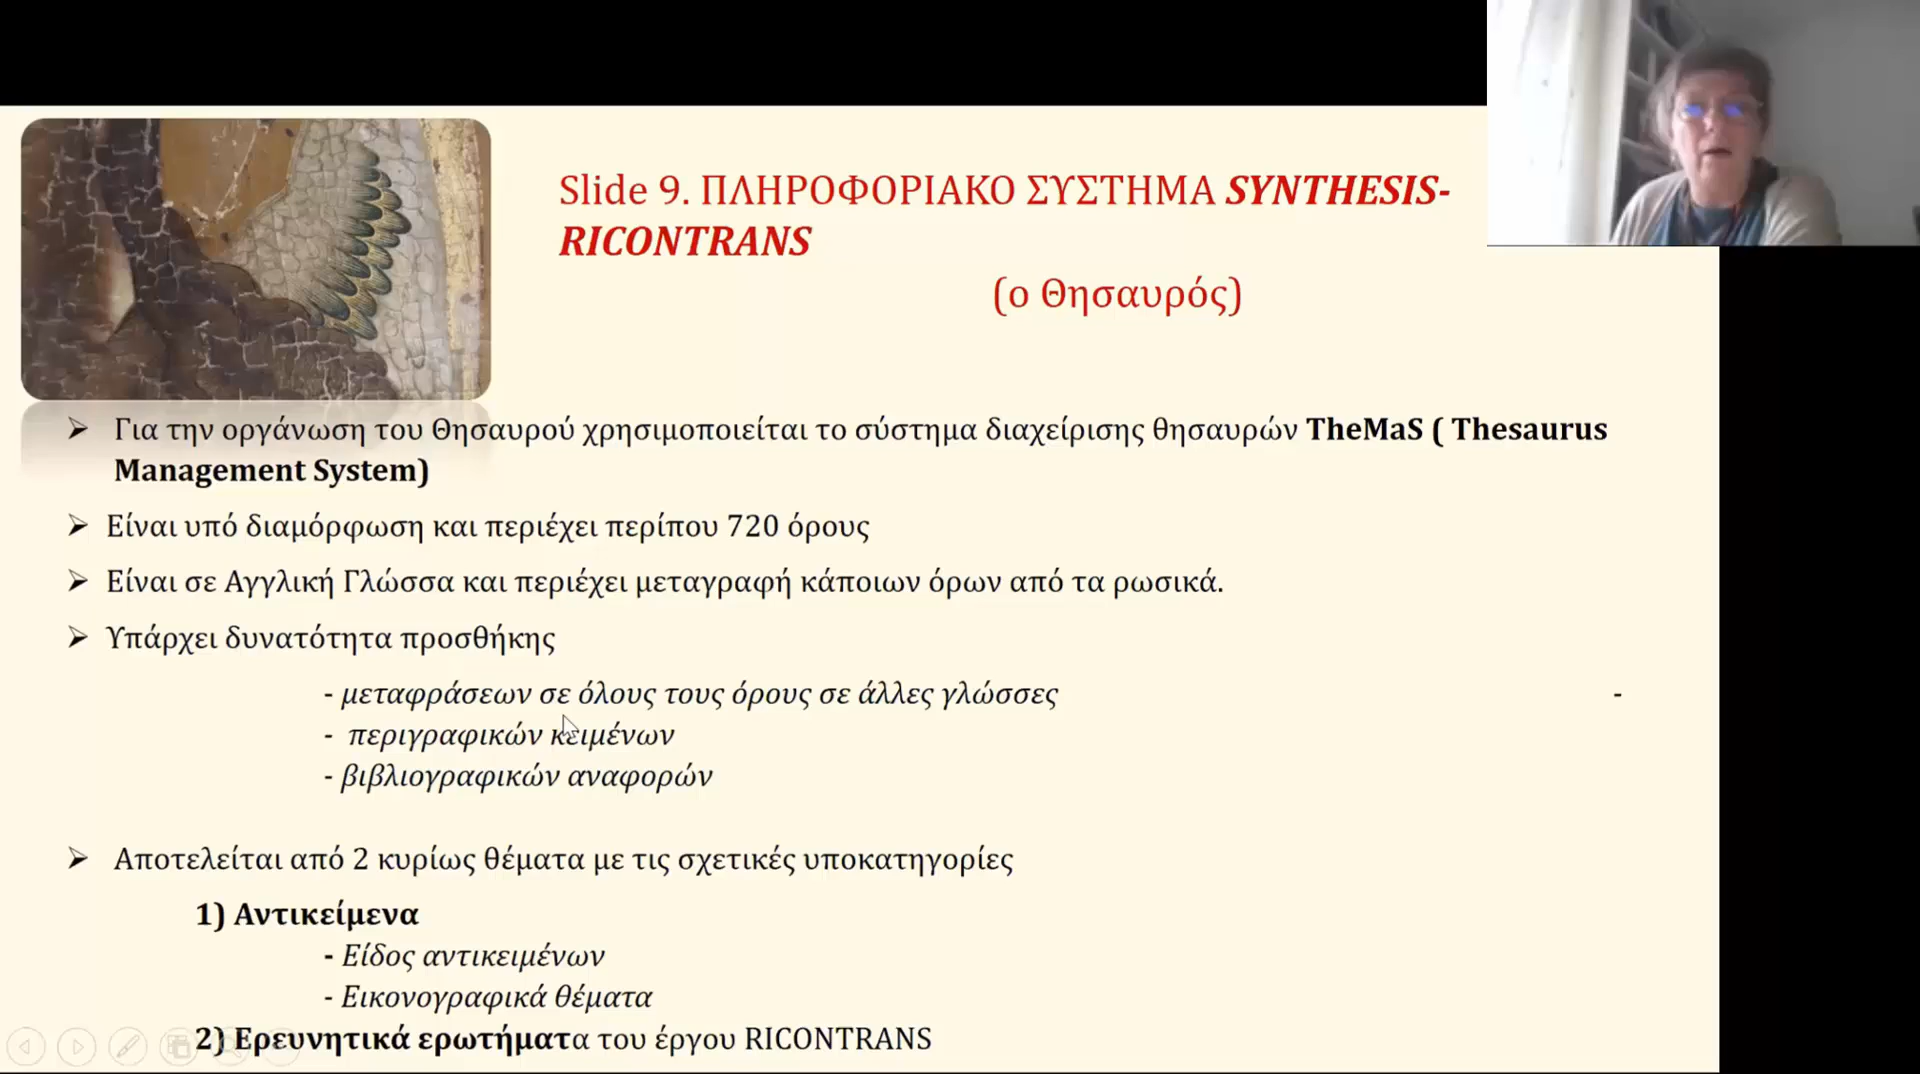 Slide 9. ΠΛΗΡΟΦΟΡΙΑΚΟ ΣΥΣΤΗΜΑ SYNTHESIS-
RICONTRANS
(ο Θησαυρός)
➢ Για την οργάνωση του Θησαυρού χρησιμοποιείται το σύστημα διαχείρισης θησαυρών TheMaS ( Thesaurus
Management System)
➢ Είναι υπό διαμόρφωση και περιέχει περίπου 720 όρους
➢ Είναι σε Αγγλική Γλώσσα και περιέχει μεταγραφή κάποιων όρων από τα ρωσικά.
➢ Υπάρχει δυνατότητα προσθήκης
- μεταφράσεων σε όλους τους όρους σε άλλες γλώσσες -
- περιγραφικών κειμένων
- βιβλιογραφικών αναφορών
➢ Αποτελείται από 2 κυρίως θέματα με τις σχετικές υποκατηγορίες
1) Αντικείμενα
- Είδος αντικειμένων
- Εικονογραφικά θέματα
2) Ερευνητικά ερωτήματα του έργου RICONTRANS